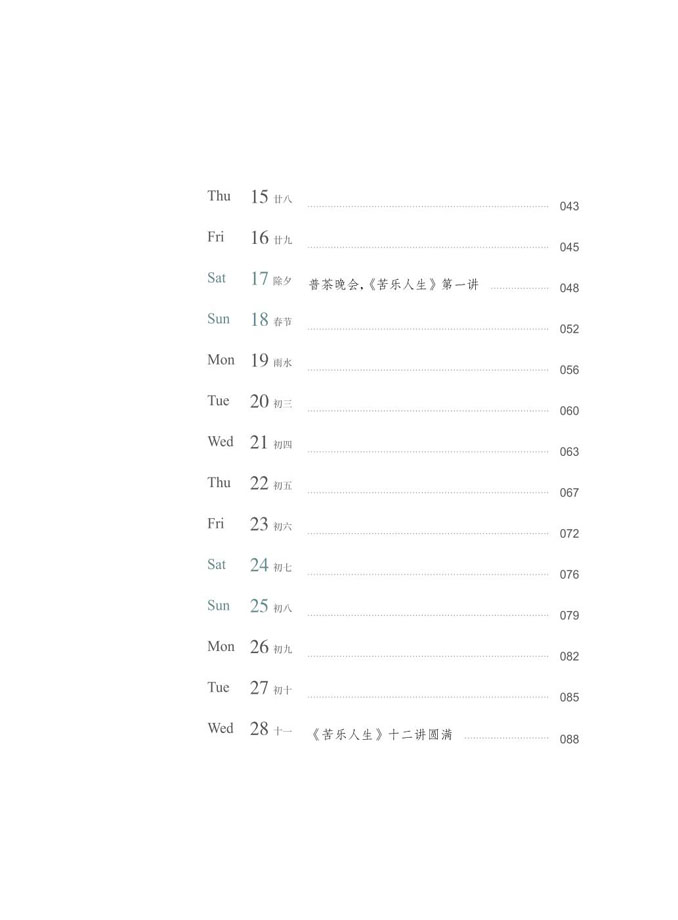 Thu 15 廿八 043
Fri 16 廿九 045
Sat 17 除夕 普茶晚会，《苦乐人生》第一讲 048
Sun 18 春节 052
Mon 19 雨水 056
Tue 20 初三 060
Wed 21 初四 063
Thu 22 初五 067
Fri 23 初六 072
Sat 24 初七 076
Sun 25 初八 079
Mon 26 初九 082
Tue 27 初十 085
Wed 28 十一 《苦乐人生》十二讲圆满 088